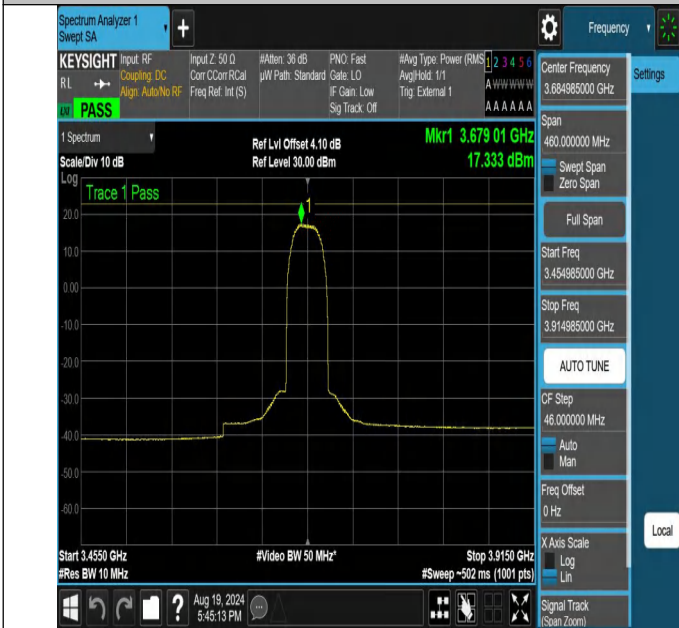 Spectrum Analyzer 1
Swept SA
Frequency
KEYSIGHT
RL
PASS
Input: RF
Coupling: DC
Align: Auto/No RF
Input Z: 50 Ω
Corr CCorr RCal
Freq Ref: Int (S)
#Atten: 36 dB
µW Path: Standard
PNO: Fast
Gate: LO
IF Gain: Low
Sig Track: Off
#Avg Type: Power (RMS
Avg|Hold: 1/1
Trig: External 1
1 2 3 4 5 6
A W W W W W
A A A A A A
1 Spectrum
Scale/Div 10 dB
Log
Ref Lvl Offset 4.10 dB
Ref Level 30.00 dBm
Mkr1 3.679 01 GHz
17.333 dBm
Trace 1 Pass
1
20.0
10.0
0.00
-10.0
-20.0
-30.0
-40.0
-50.0
-60.0
Start 3.4550 GHz
#Res BW 10 MHz
#Video BW 50 MHz*
Stop 3.9150 GHz
#Sweep ~502 ms (1001 pts)
?
Aug 19, 2024
5:45:13 PM
Center Frequency
3.684985000 GHz
Settings
Span
460.000000 MHz
Swept Span
Zero Span
Full Span
Start Freq
3.454985000 GHz
Stop Freq
3.914985000 GHz
AUTO TUNE
CF Step
46.000000 MHz
Auto
Man
Freq Offset
0 Hz
X Axis Scale
Log
Lin
Local
Signal Track
(Span Zoom)